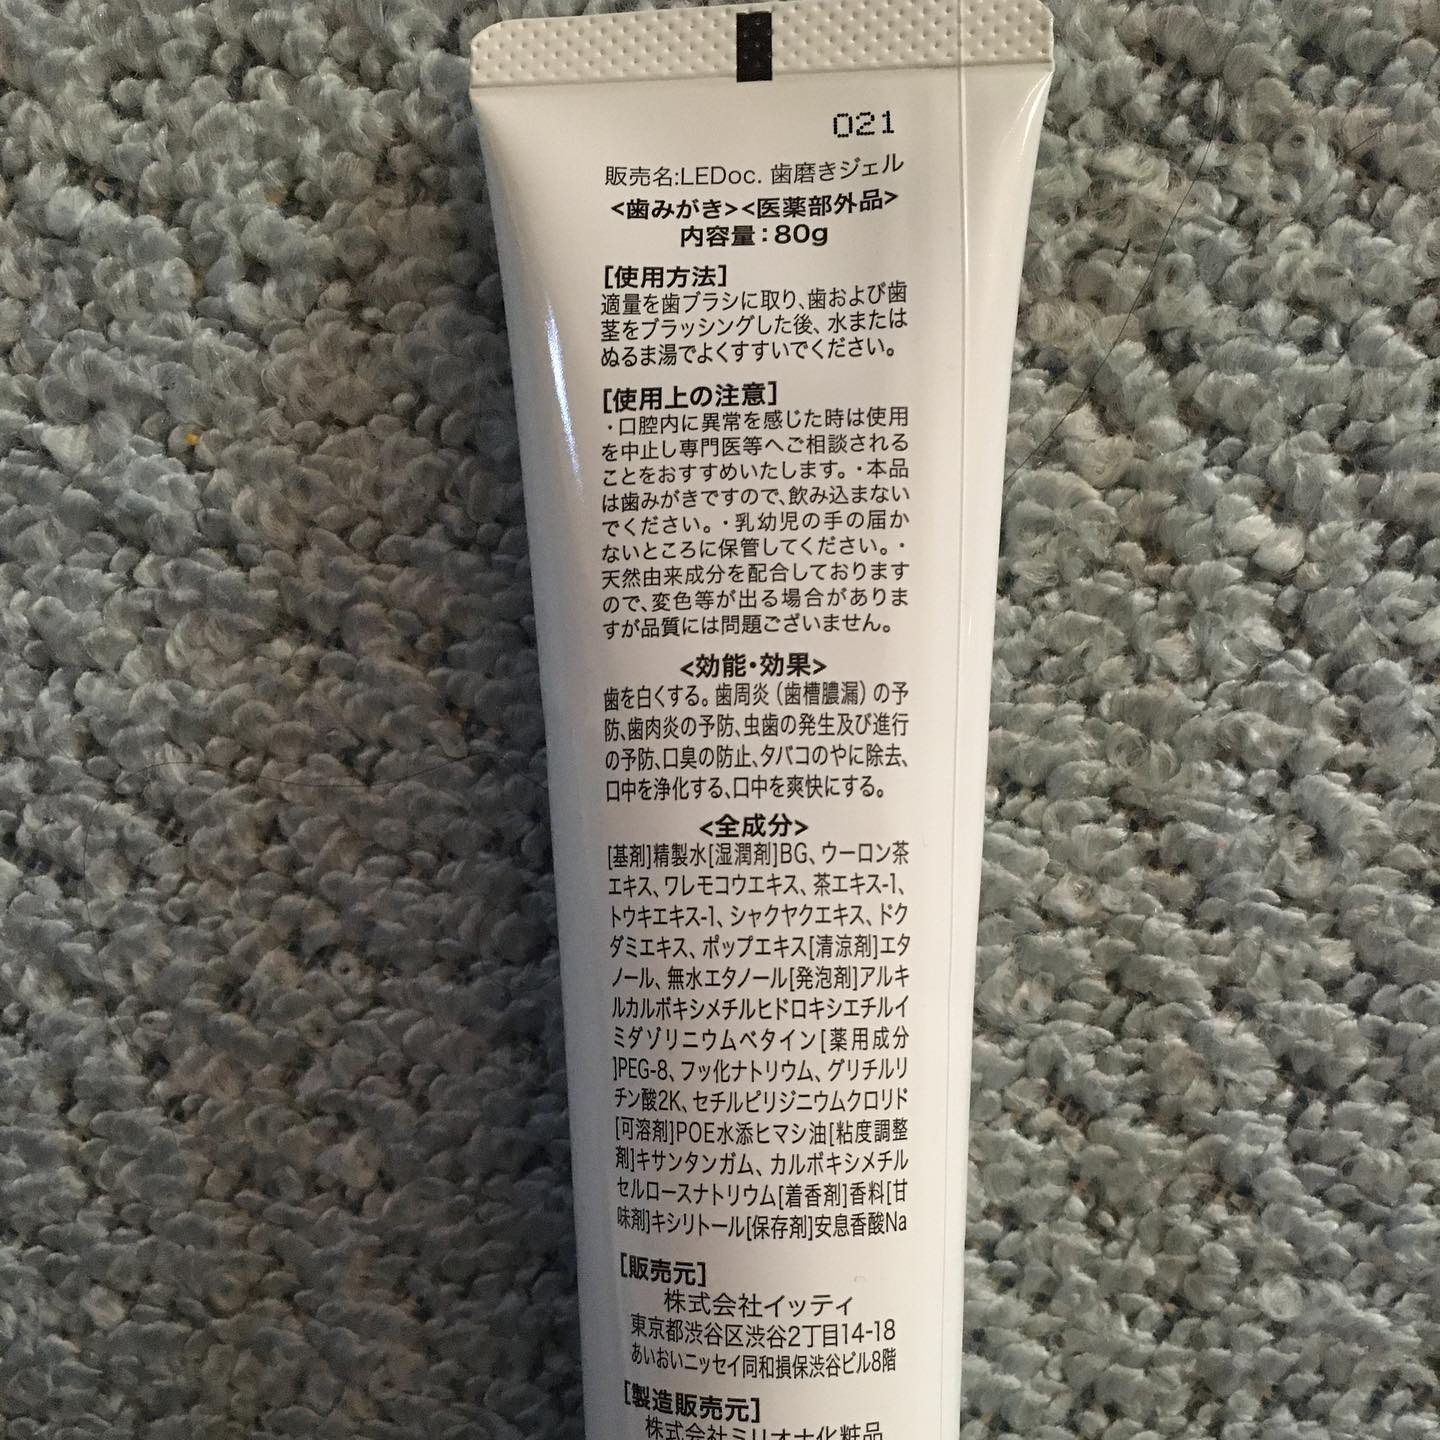 021
販売名:LEDoc. 歯磨きジェル
<歯みがき><医薬部外品>
内容量:80g
[使用方法]
適量を歯ブラシに取り、歯および歯
茎をブラッシングした後、水または
ぬるま湯でよくすすいでください。
[使用上の注意]
・口腔内に異常を感じた時は使用
を中止し専門医等へご相談される
ことをおすすめいたします。・本品
は歯みがきですので、飲み込まない
でください。・乳幼児の手の届か
ないところに保管してください。・
天然由来成分を配合しております
ので、変色等が出る場合がありま
すが品質には問題ございません。
<効能・効果>
歯を白くする。歯周炎(歯槽膿漏)の予
防、歯肉炎の予防、虫歯の発生及び進行
の予防、口臭の防止、タバコのやに除去、
口中を浄化する、口中を爽快にする。
<全成分>
[基剤]精製水[湿潤剤]BG、ウーロン茶
エキス、ワレモコウエキス、茶エキス-1、
トウキエキス-1、シャクヤクエキス、ドク
ダミエキス、ポップエキス[清涼剤]エタ
ノール、無水エタノール[発泡剤]アルキ
ルカルボキシメチルヒドロキシエチルイ
ミダゾリニウムベタイン[薬用成分
]PEG-8、フッ化ナトリウム、グリチルリ
チン酸2K、セチルピリジニウムクロリド
[可溶剤]POE水添ヒマシ油[粘度調整
剤]キサンタンガム、カルボキシメチル
セルロースナトリウム[着香剤]香料[甘
味剤]キシリトール[保存剤]安息香酸Na
[販売元]
株式会社イッティ
東京都渋谷区渋谷2丁目14-18
あいおいニッセイ同和損保渋谷ビル8階
[製造販売元]
株式会社ミリオナ化粧品